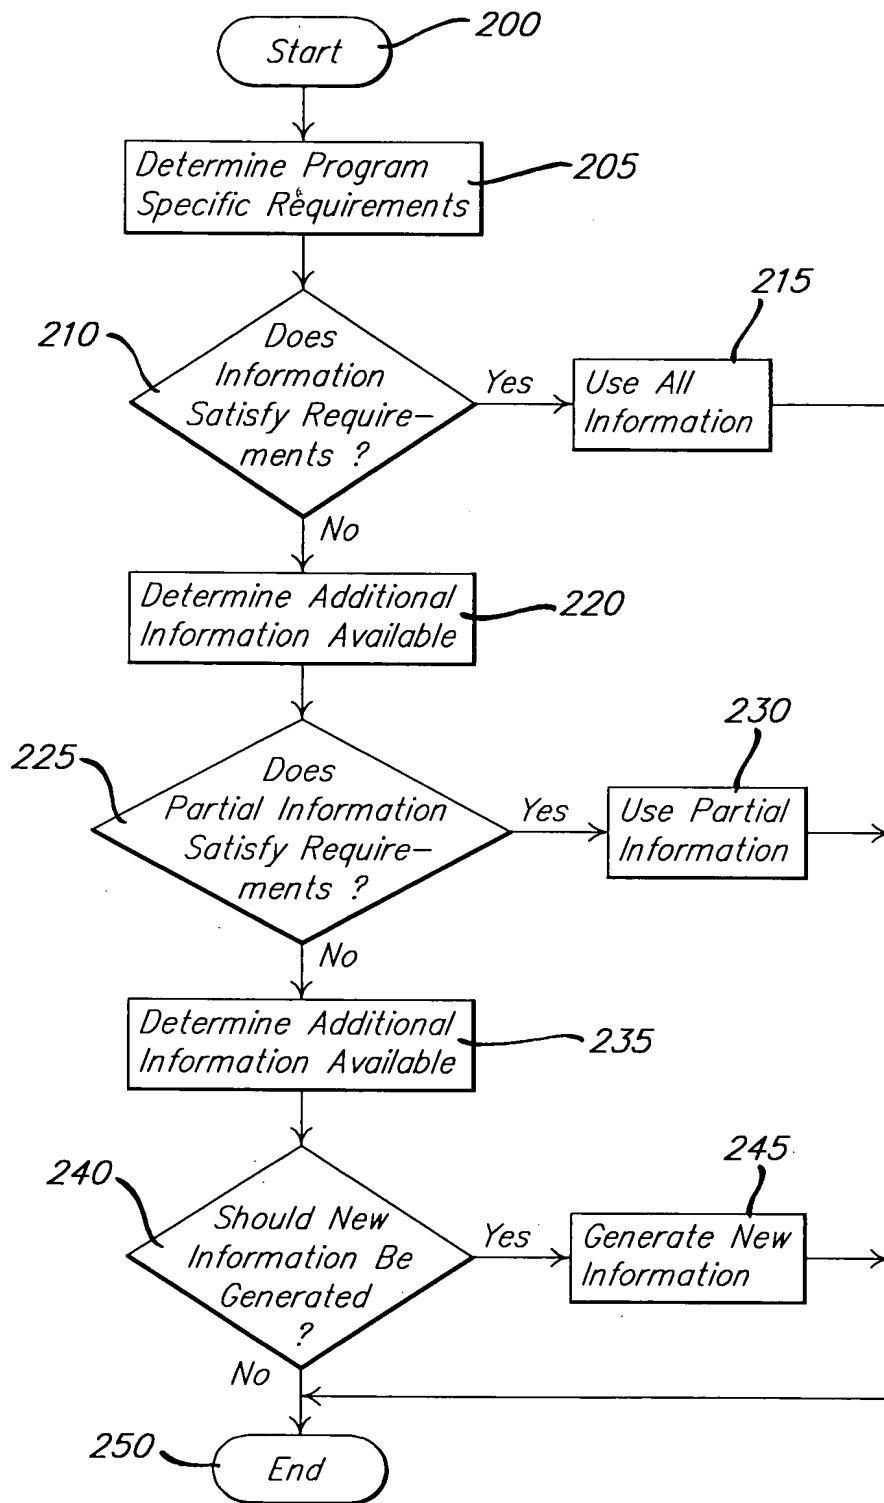 Start
200
Determine Program
Specific Requirements
205
210
Does
Information
Satisfy Require–
ments ?
Yes
215
Use All
Information
No
Determine Additional
Information Available
220
225
Does
Partial Information
Satisfy Require–
ments ?
Yes
230
Use Partial
Information
No
Determine Additional
Information Available
235
240
Should New
Information Be
Generated
?
Yes
245
Generate New
Information
No
250
End